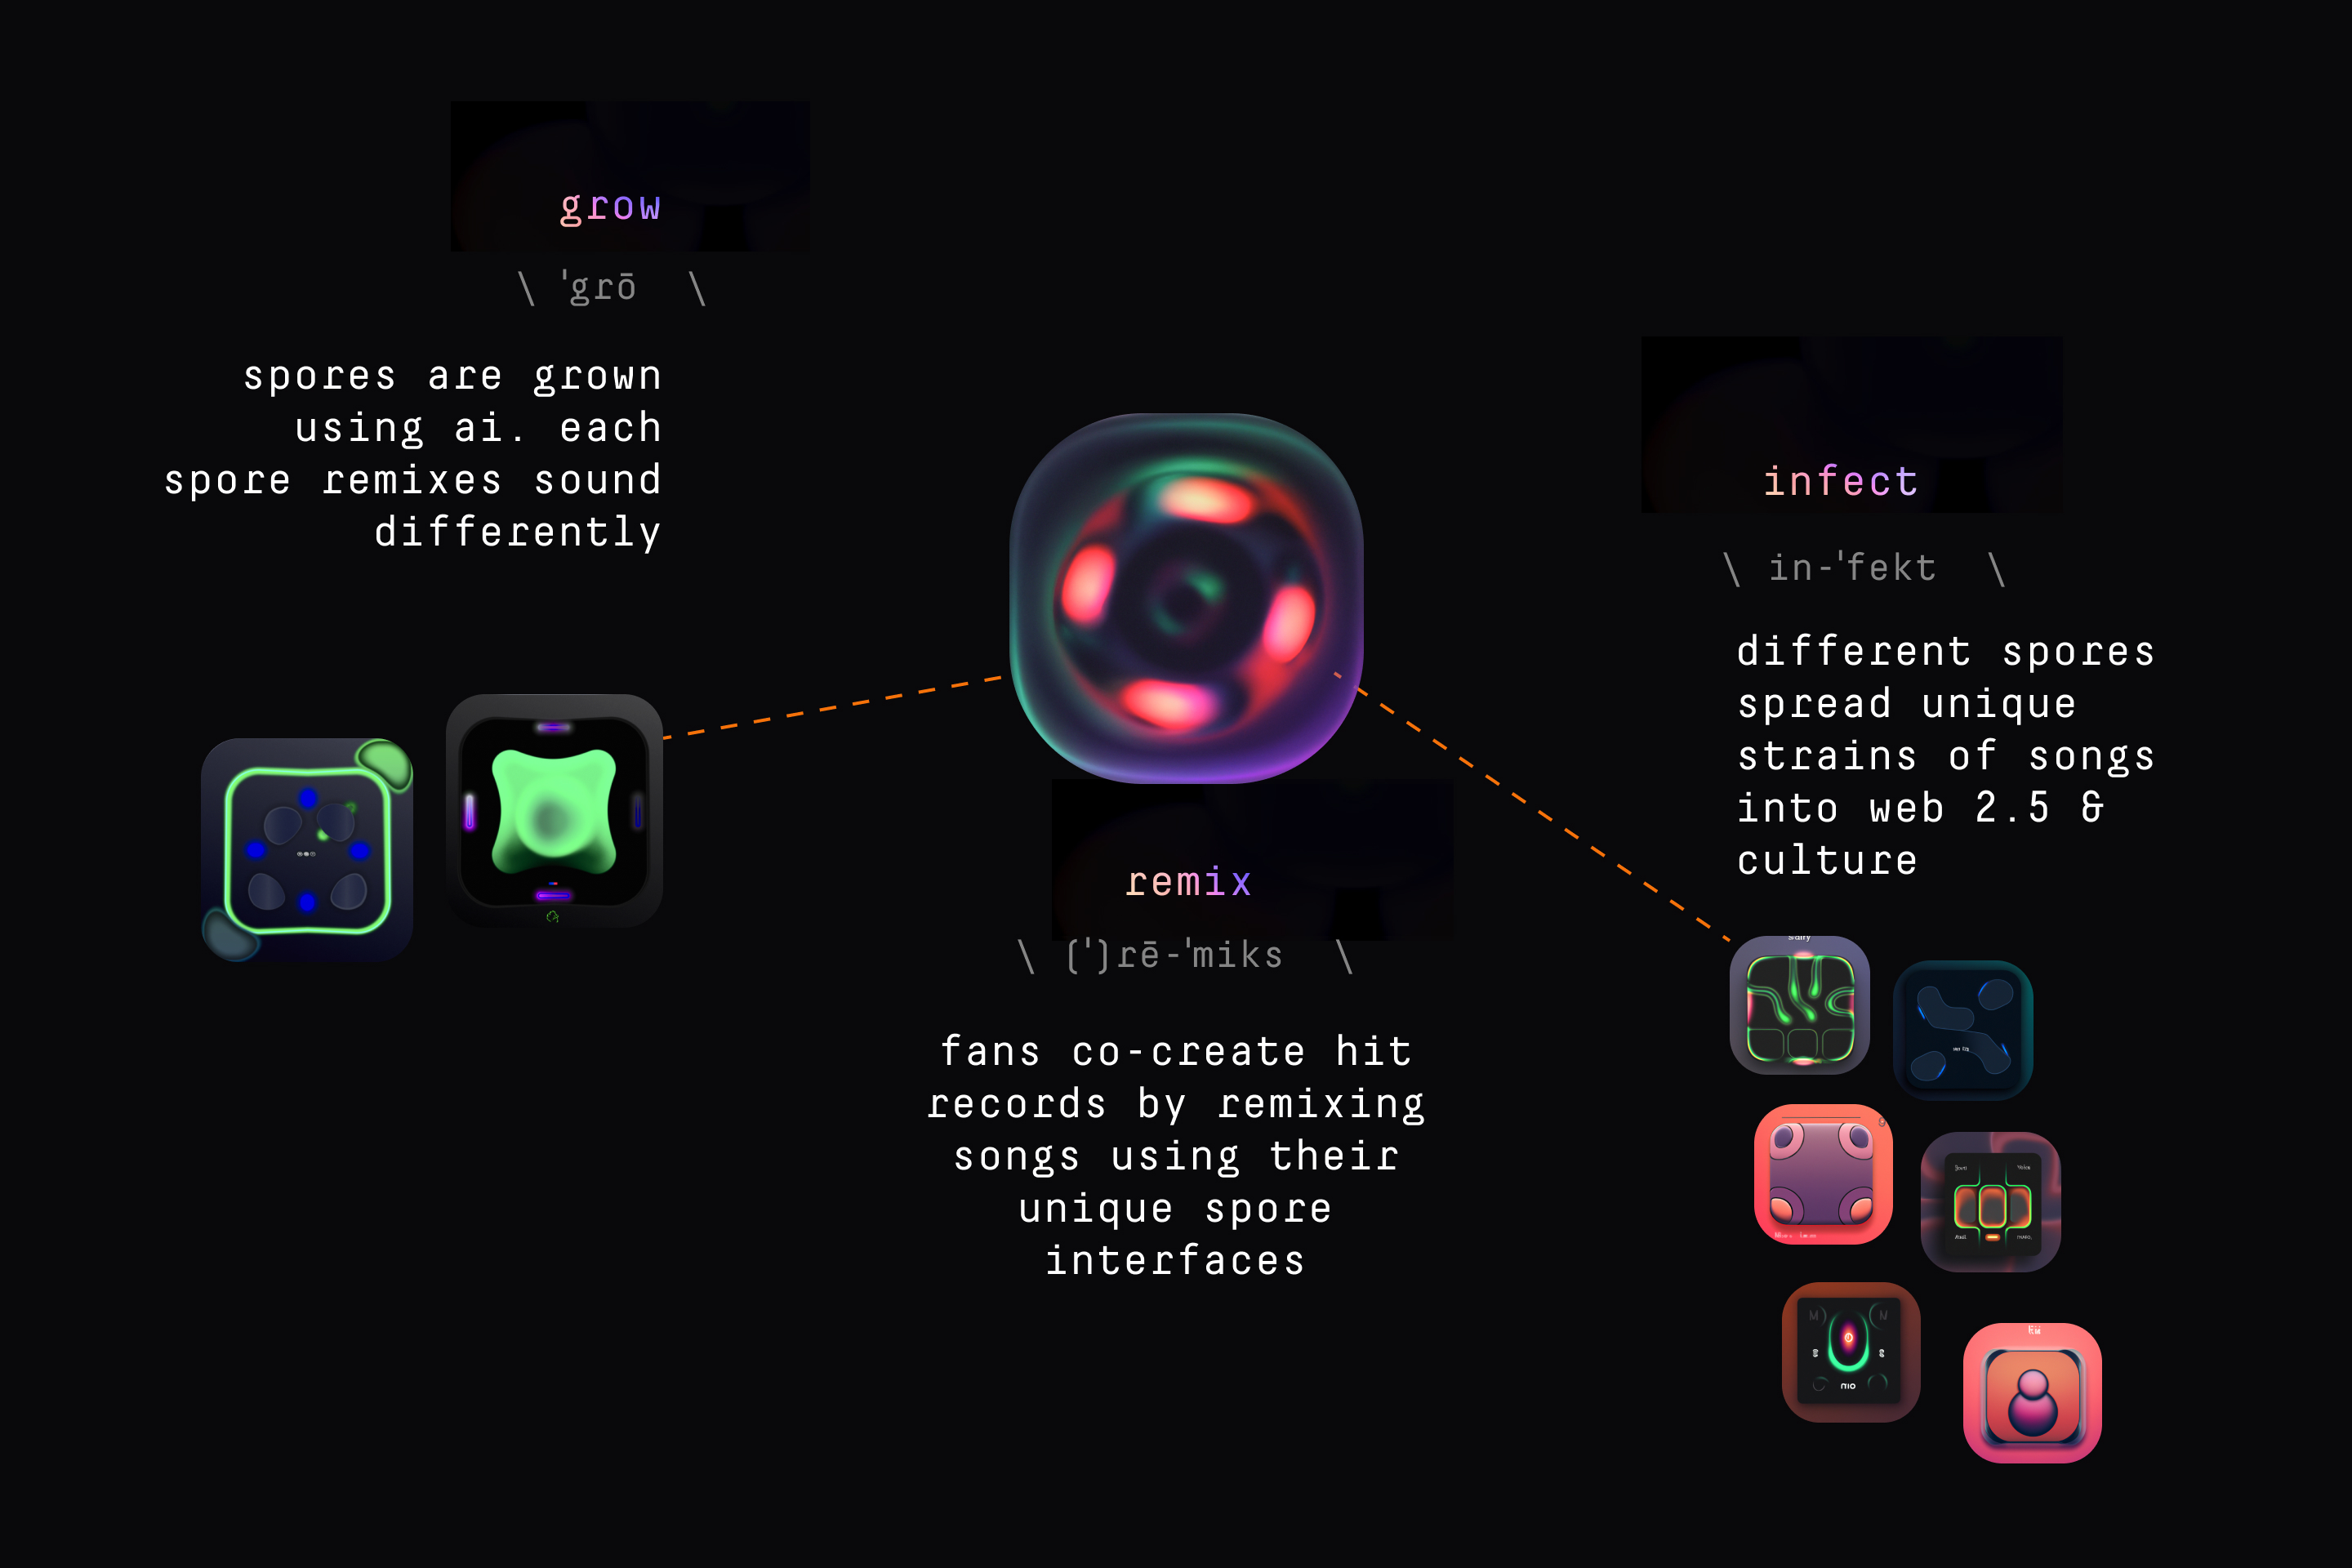 grow
\ ˈgrō \
spores are grown
using ai. each
spore remixes sound
differently
remix
\ (ˈ)rē-ˈmiks \
fans co-create hit
records by remixing
songs using their
unique spore
interfaces
infect
\ in-ˈfekt \
different spores
spread unique
strains of songs
into web 2.5 &
culture